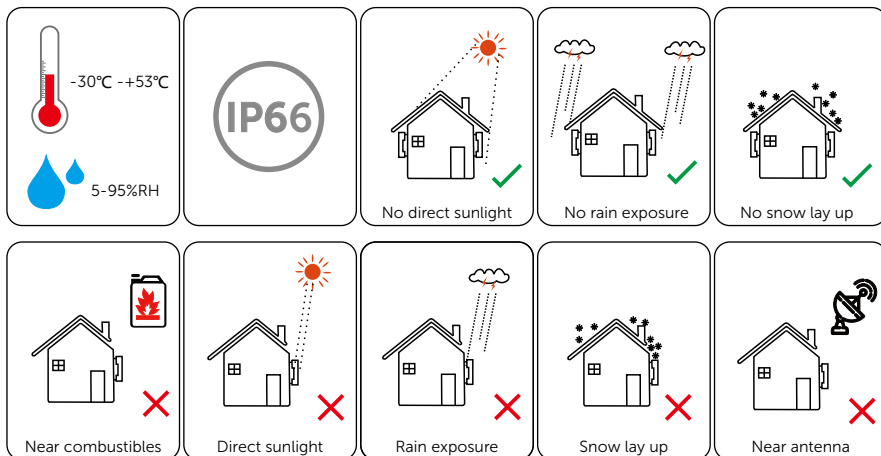 -30℃ -+53℃
5-95%RH
IP66
No direct sunlight
No rain exposure
No snow lay up
Near combustibles
Direct sunlight
Rain exposure
Snow lay up
Near antenna